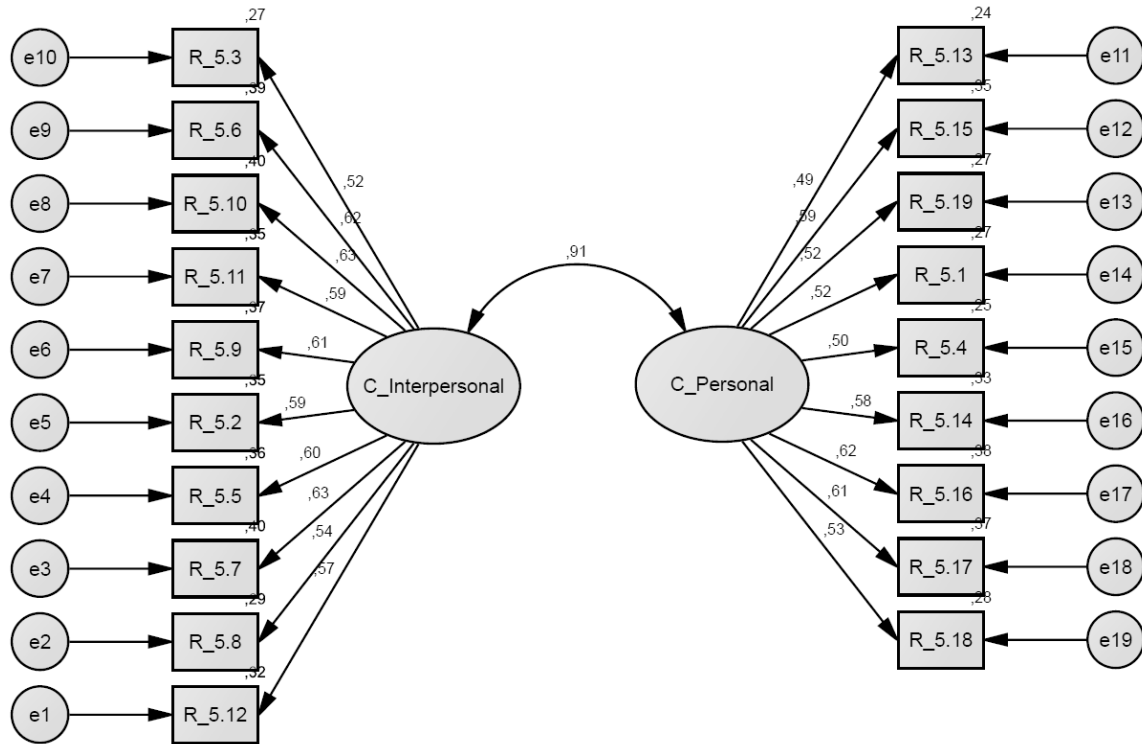 ,27
e10
R_5.3
,39
e9
R_5.6
,40
e8
R_5.10
,35
e7
R_5.11
,37
e6
R_5.9
,35
e5
R_5.2
,36
e4
R_5.5
,40
e3
R_5.7
,29
e2
R_5.8
,32
e1
R_5.12
,52
,62
,63
,59
,61
,59
,60
,63
,54
,57
C_Interpersonal
,91
C_Personal
,49
,59
,52
,52
,50
,58
,62
,61
,53
,24
R_5.13
e11
,35
R_5.15
e12
,27
R_5.19
e13
,27
R_5.1
e14
,25
R_5.4
e15
,33
R_5.14
e16
,38
R_5.16
e17
,37
R_5.17
e18
,28
R_5.18
e19